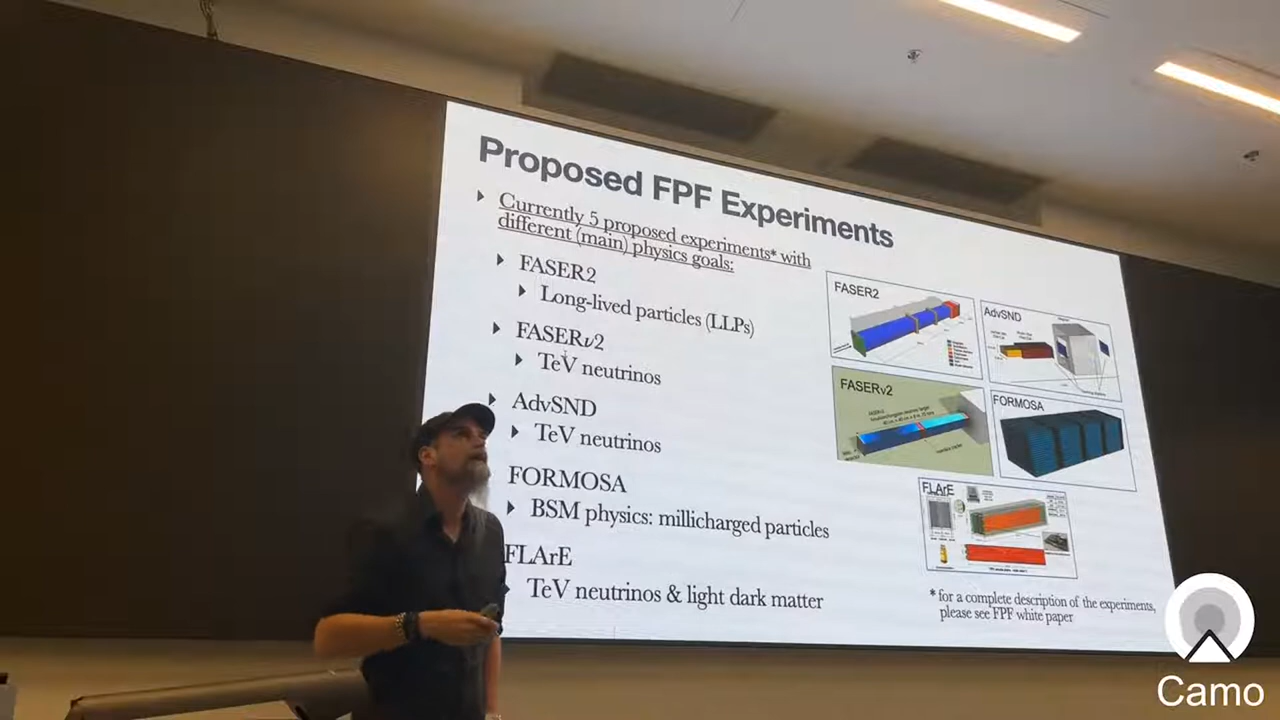 Proposed FPF Experiments
Currently 5 proposed experiments* with
different (main) physics goals:
FASER2
Long-lived particles (LLPs)
FASERν2
TeV neutrinos
AdvSND
TeV neutrinos
FORMOSA
BSM physics: millicharged particles
FLArE
TeV neutrinos & light dark matter
FASER2
AdvSND
FASERν2
FORMOSA
FLArE
* for a complete description of the experiments,
please see FPF white paper
Camo